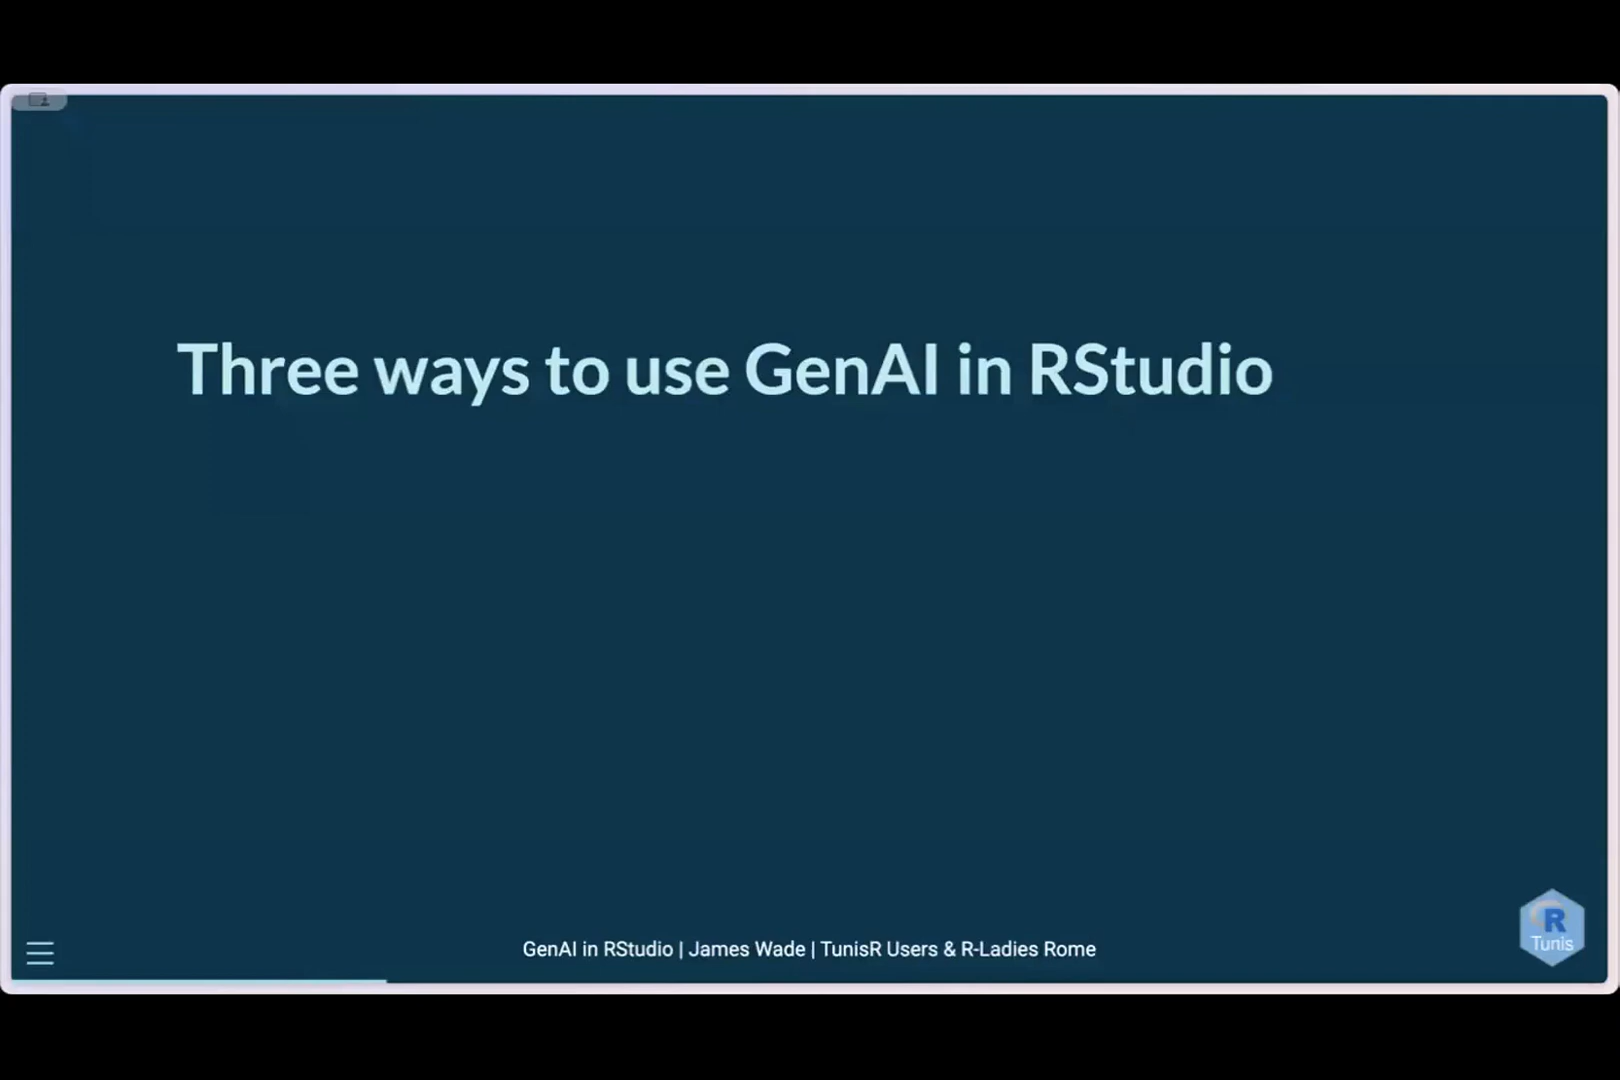 Three ways to use GenAI in RStudio
GenAI in RStudio | James Wade | TunisR Users & R-Ladies Rome
R
Tunis